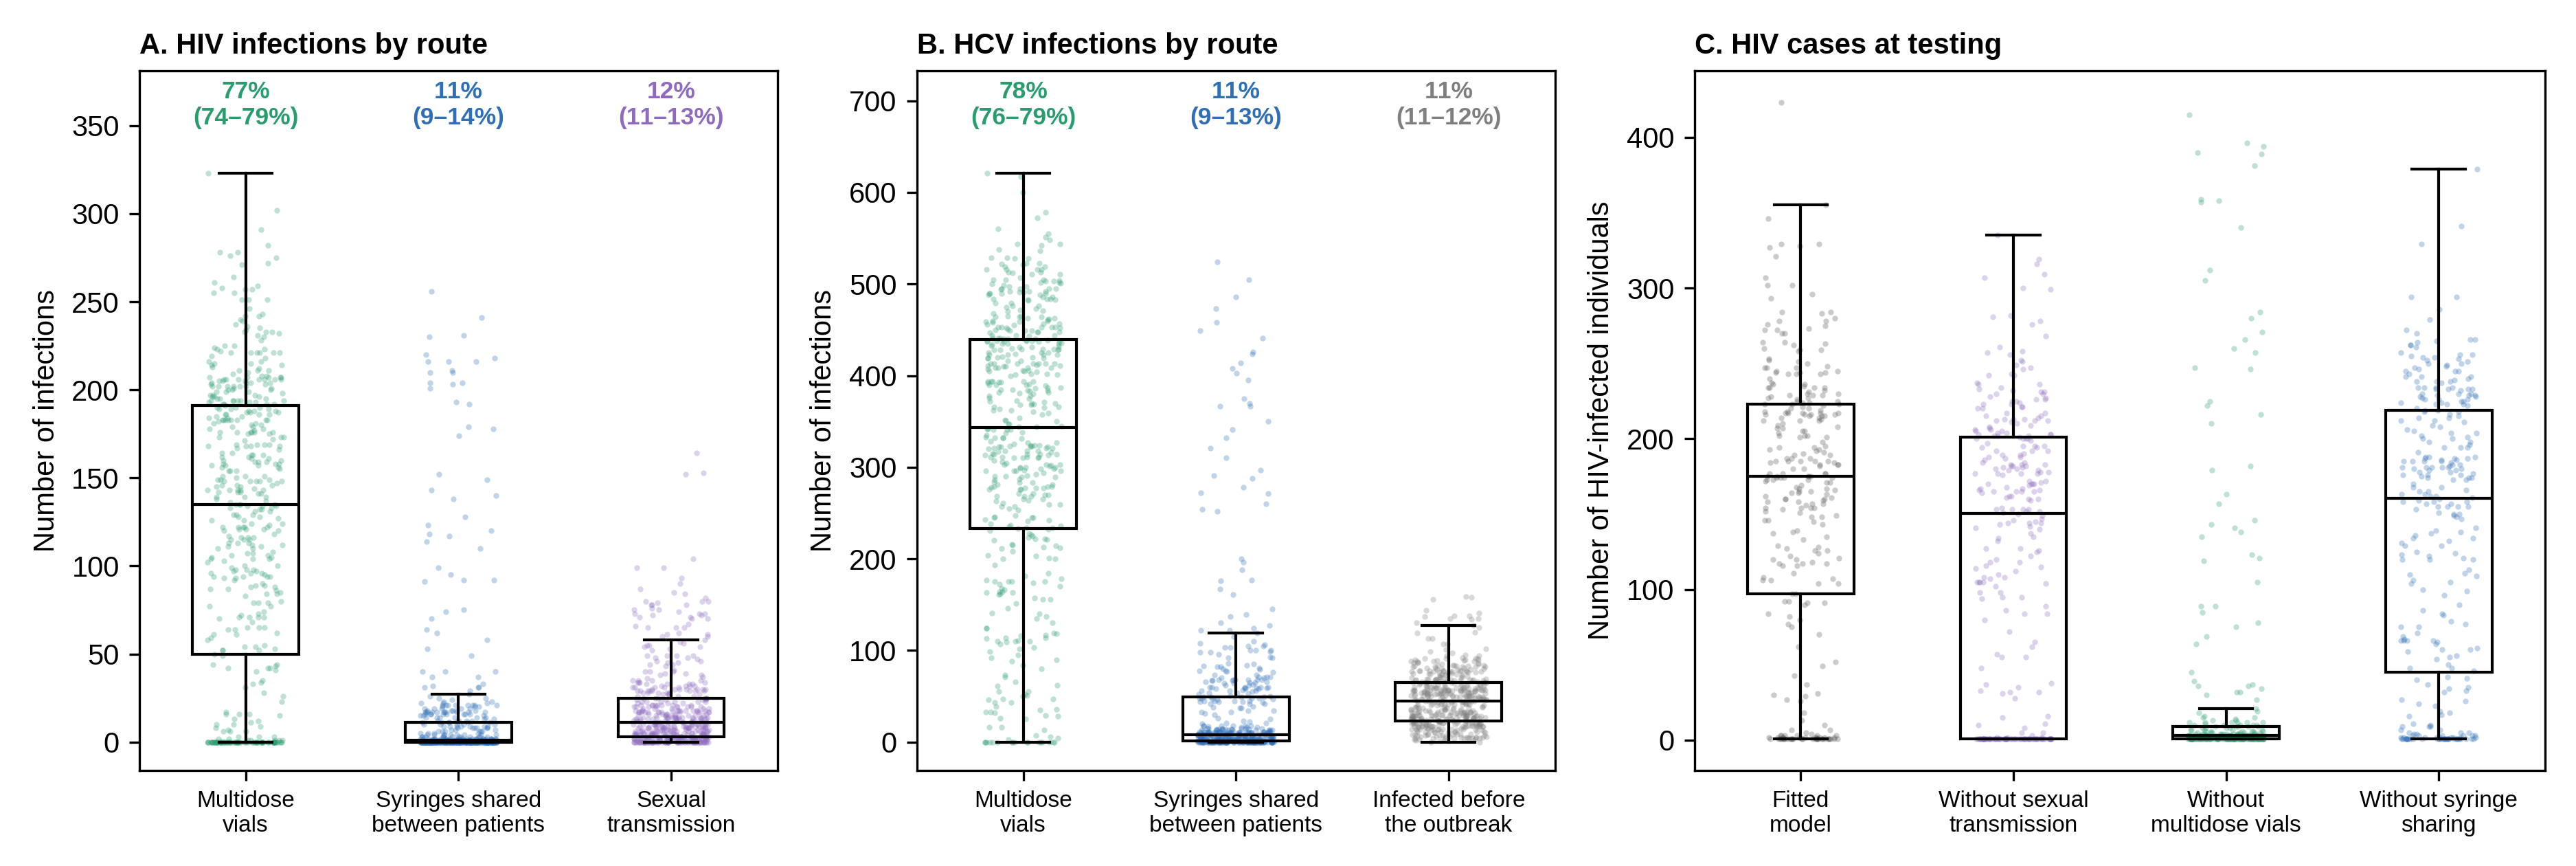 A. HIV infections by route
77%
(74–79%)
11%
(9–14%)
12%
(11–13%)
Number of infections
350
300
250
200
150
100
50
0
Multidose
vials
Syringes shared
between patients
Sexual
transmission
B. HCV infections by route
78%
(76–79%)
11%
(9–13%)
11%
(11–12%)
Number of infections
700
600
500
400
300
200
100
0
Multidose
vials
Syringes shared
between patients
Infected before
the outbreak
C. HIV cases at testing
Number of HIV-infected individuals
400
300
200
100
0
Fitted
model
Without sexual
transmission
Without
multidose vials
Without syringe
sharing